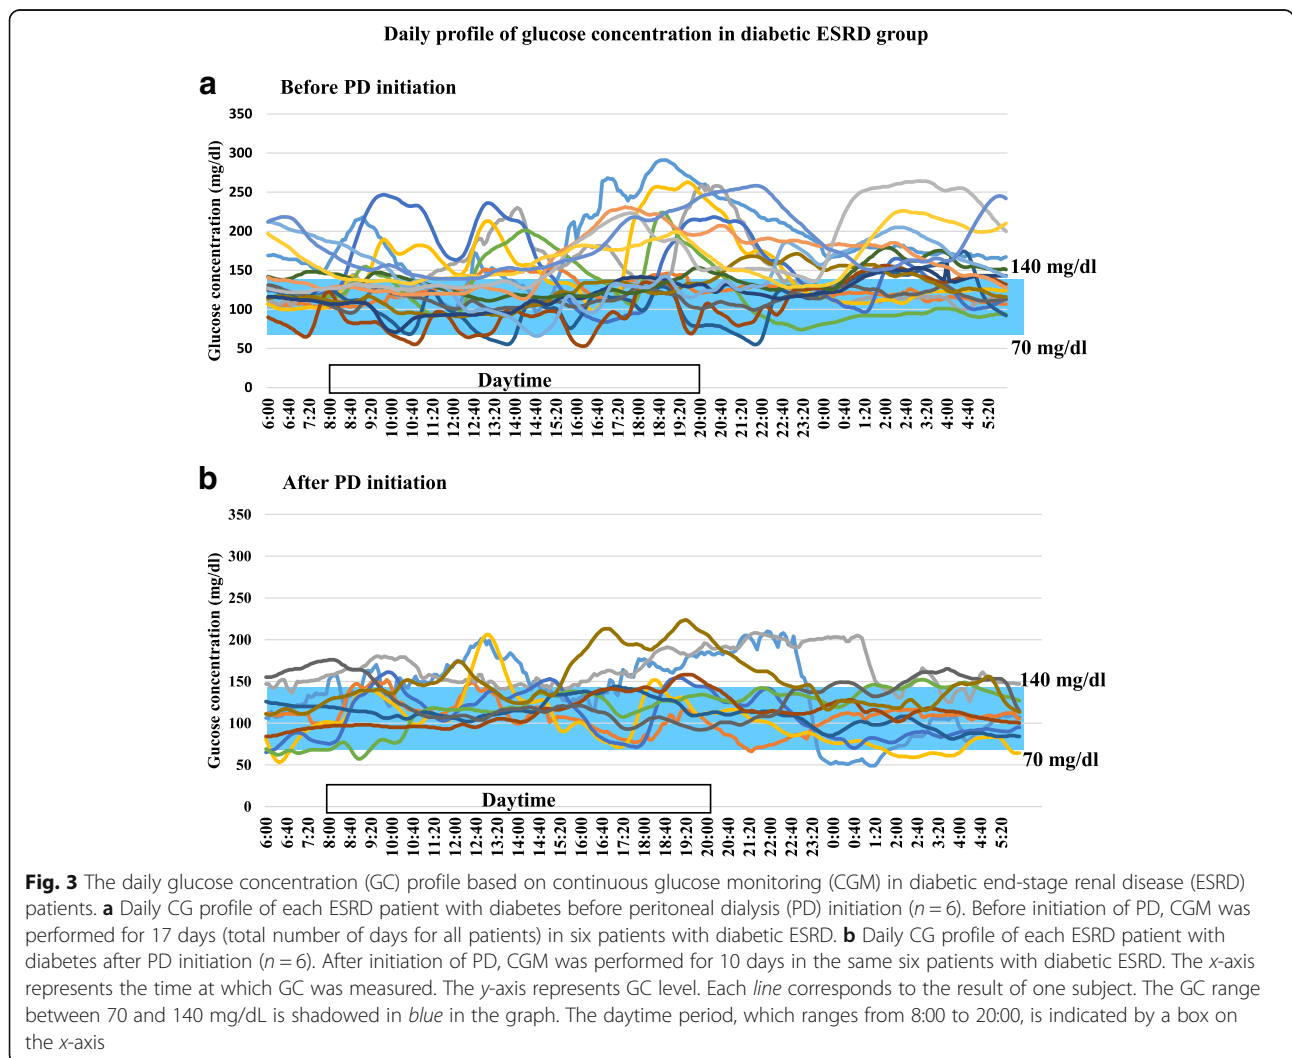 Daily profile of glucose concentration in diabetic ESRD group
a Before PD initiation
Glucose concentration (mg/dl)
350
300
250
200
150
100
50
0
140 mg/dl
70 mg/dl
Daytime
6:00 6:40 7:20 8:00 8:40 9:20 10:00 10:40 11:20 12:00 12:40 13:20 14:00 14:40 15:20 16:00 16:40 17:20 18:00 18:40 19:20 20:00 20:40 21:20 22:00 22:40 23:20 0:00 0:40 1:20 2:00 2:40 3:20 4:00 4:40 5:20
b After PD initiation
Glucose concentration (mg/dl)
350
300
250
200
150
100
50
0
140 mg/dl
70 mg/dl
Daytime
6:00 6:40 7:20 8:00 8:40 9:20 10:00 10:40 11:20 12:00 12:40 13:20 14:00 14:40 15:20 16:00 16:40 17:20 18:00 18:40 19:20 20:00 20:40 21:20 22:00 22:40 23:20 0:00 0:40 1:20 2:00 2:40 3:20 4:00 4:40 5:20
Fig. 3 The daily glucose concentration (GC) profile based on continuous glucose monitoring (CGM) in diabetic end-stage renal disease (ESRD)
patients. a Daily CG profile of each ESRD patient with diabetes before peritoneal dialysis (PD) initiation (n = 6). Before initiation of PD, CGM was
performed for 17 days (total number of days for all patients) in six patients with diabetic ESRD. b Daily CG profile of each ESRD patient with
diabetes after PD initiation (n = 6). After initiation of PD, CGM was performed for 10 days in the same six patients with diabetic ESRD. The x-axis
represents the time at which GC was measured. The y-axis represents GC level. Each line corresponds to the result of one subject. The GC range
between 70 and 140 mg/dL is shadowed in blue in the graph. The daytime period, which ranges from 8:00 to 20:00, is indicated by a box on
the x-axis